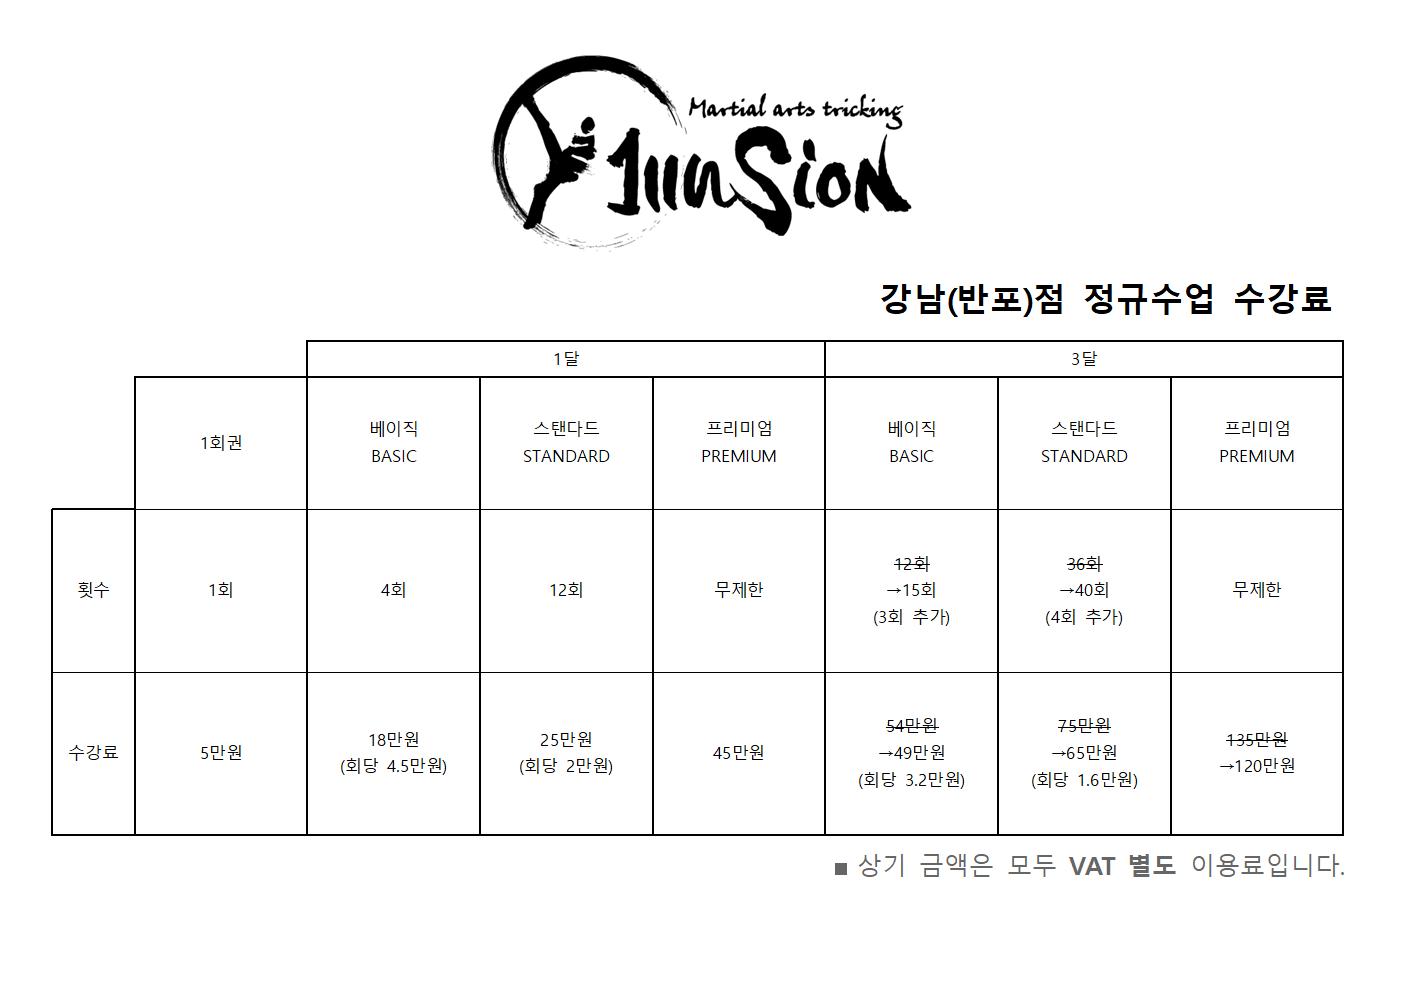 Martial arts tricking
illusion
강남(반포)점 정규수업 수강료
1달 3달
1회권
베이직
BASIC
스탠다드
STANDARD
프리미엄
PREMIUM
베이직
BASIC
스탠다드
STANDARD
프리미엄
PREMIUM
횟수
1회
4회
12회
무제한
12회
→15회
(3회 추가)
36회
→40회
(4회 추가)
무제한
수강료
5만원
18만원
(회당 4.5만원)
25만원
(회당 2만원)
45만원
54만원
→49만원
(회당 3.2만원)
75만원
→65만원
(회당 1.6만원)
135만원
→120만원
■ 상기 금액은 모두 VAT 별도 이용료입니다.